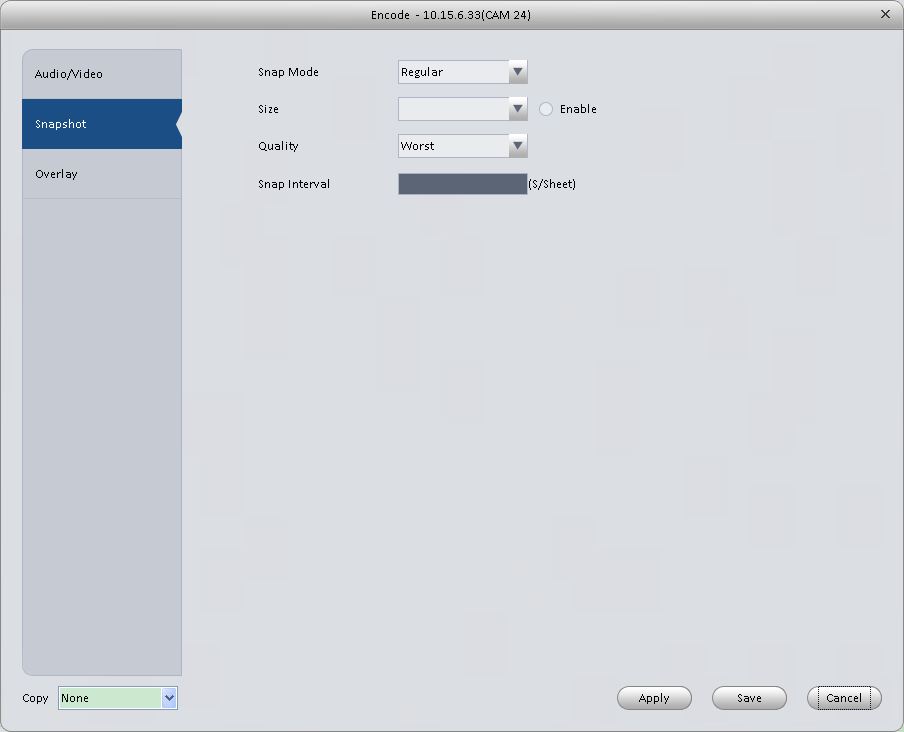 Encode - 10.15.6.33(CAM 24)
Audio/Video
Snapshot
Overlay
Snap Mode Regular
Size Enable
Quality Worst
Snap Interval (S/Sheet)
Copy None Apply Save Cancel